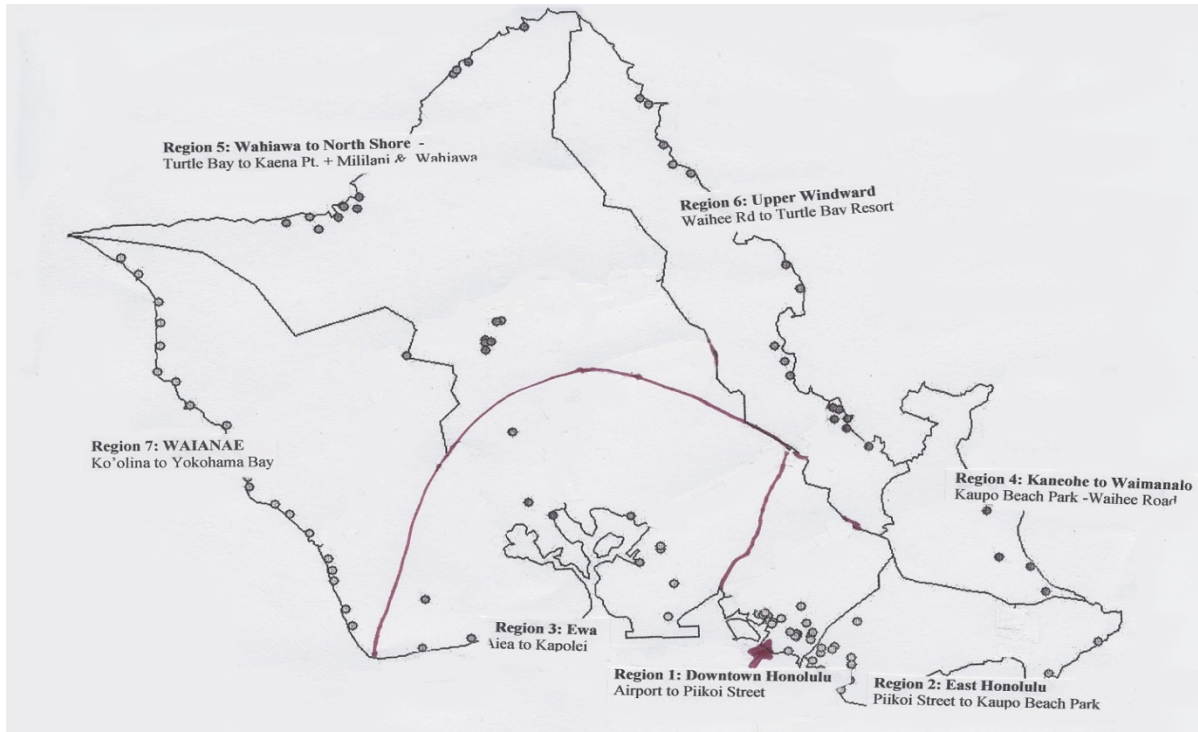 Region 5: Wahiawa to North Shore -
Turtle Bay to Kaena Pt. + Mililani & Wahiawa
Region 6: Upper Windward
Waihee Rd to Turtle Bay Resort
Region 7: WAIANAE
Ko'olina to Yokohama Bay
Region 4: Kaneohe to Waimanalo
Kaupo Beach Park -Waihee Road
Region 3: Ewa
Aiea to Kapolei
Region 1: Downtown Honolulu
Airport to Piikoi Street
Region 2: East Honolulu
Piikoi Street to Kaupo Beach Park